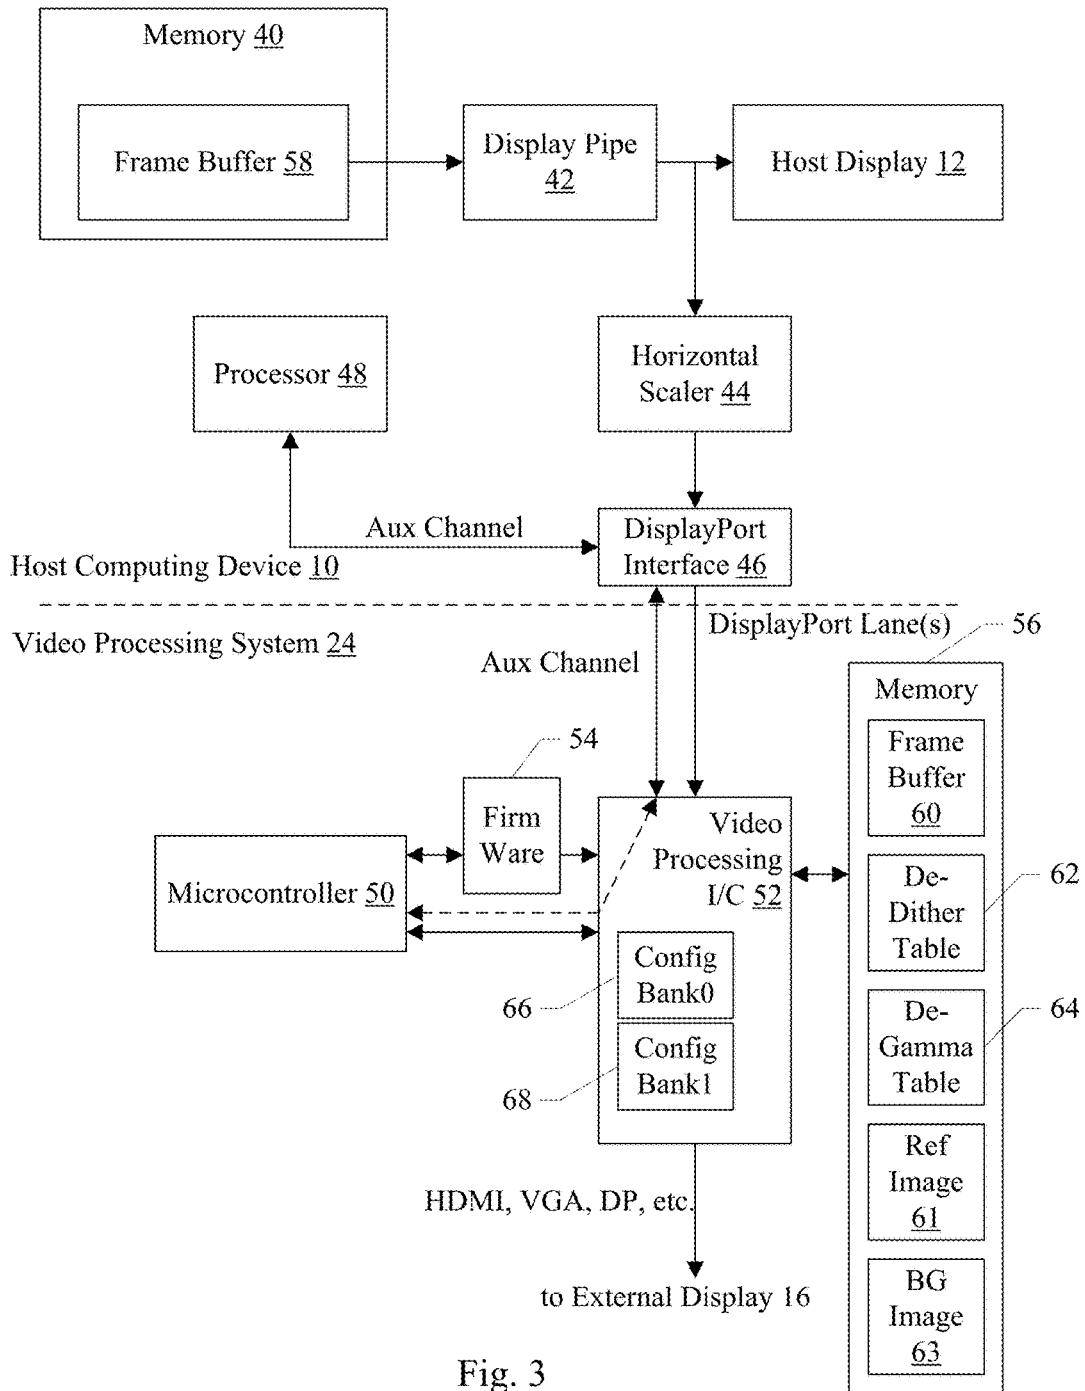 Memory 40
Frame Buffer 58
Display Pipe
42
Host Display 12
Processor 48
Horizontal
Scaler 44
Aux Channel
DisplayPort
Interface 46
Host Computing Device 10
Video Processing System 24
DisplayPort Lane(s)
56
Aux Channel
Memory
Frame
Buffer
60
54
Firm
Ware
Video
Processing
I/C 52
Microcontroller 50
De-
Dither
Table
62
Config
Bank0
66
De-
Gamma
Table
64
Config
Bank1
68
Ref
Image
61
HDMI, VGA, DP, etc.
to External Display 16
BG
Image
63
Fig. 3